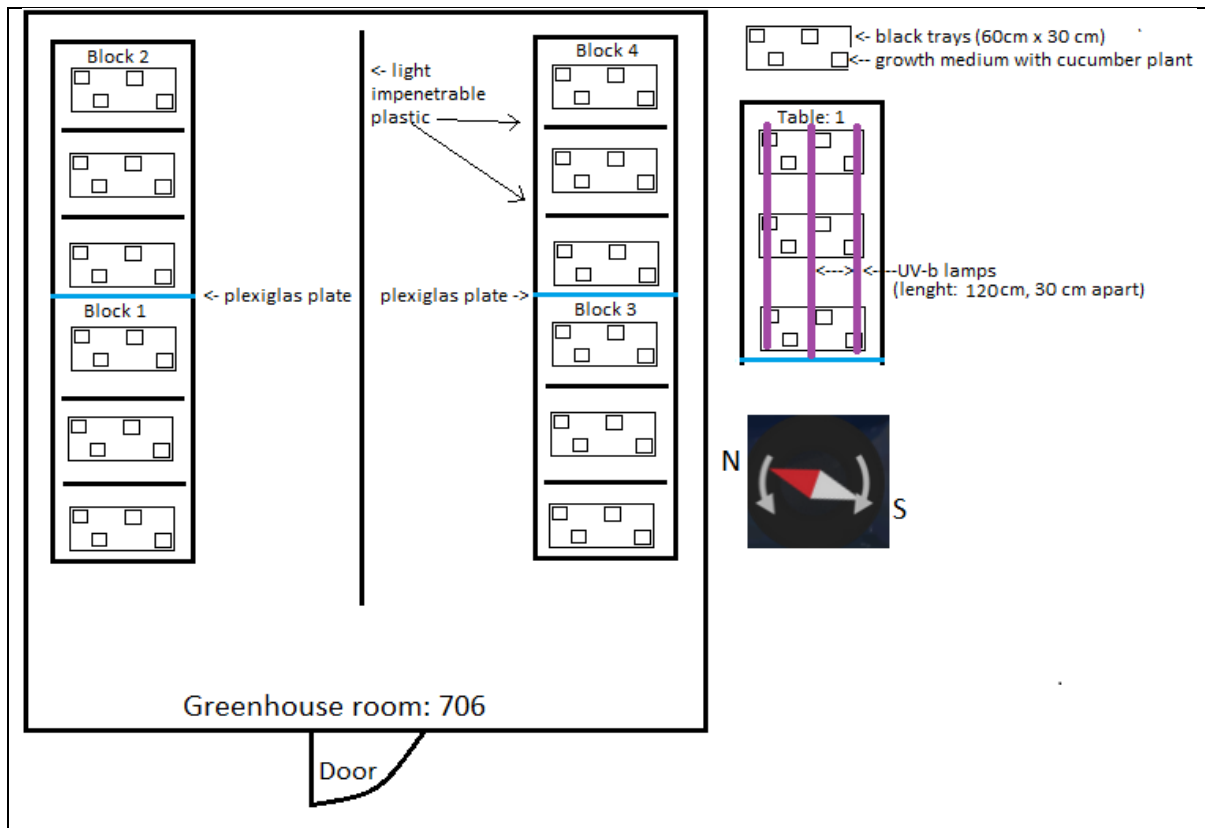 Block 2
Block 4
<- light
impenetrable
plastic
<- plexiglas plate
plexiglas plate ->
Block 1
Block 3
Greenhouse room: 706
Door
<- black trays (60cm x 30 cm)
<-- growth medium with cucumber plant
Table: 1
<---> <---UV-b lamps
(lenght: 120cm, 30 cm apart)
N
S